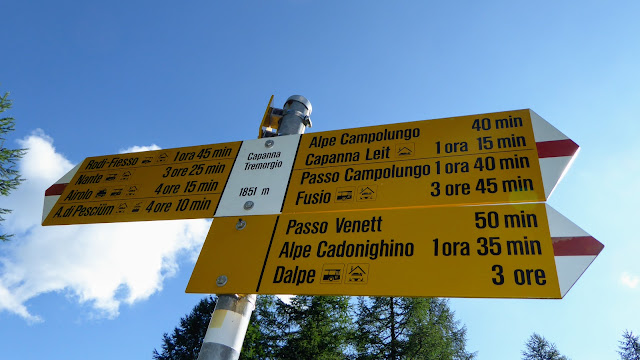 Rodi-Fiesso 1 ora 45 min
Nante 3 ore 25 min
Airolo 4 ore 15 min
A. di Pesciüm 4 ore 10 min
Capanna
Tremorgio
1851 m
Alpe Campolungo 40 min
Capanna Leit 1 ora 15 min
Passo Campolungo 1 ora 40 min
Fusio 3 ore 45 min
Passo Venett 50 min
Alpe Cadonighino 1 ora 35 min
Dalpe 3 ore